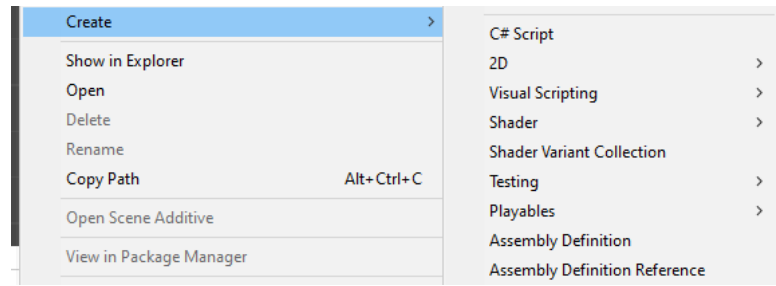 Create
Show in Explorer
Open
Delete
Rename
Copy Path Alt+Ctrl+C
Open Scene Additive
View in Package Manager
C# Script
2D
Visual Scripting
Shader
Shader Variant Collection
Testing
Playables
Assembly Definition
Assembly Definition Reference